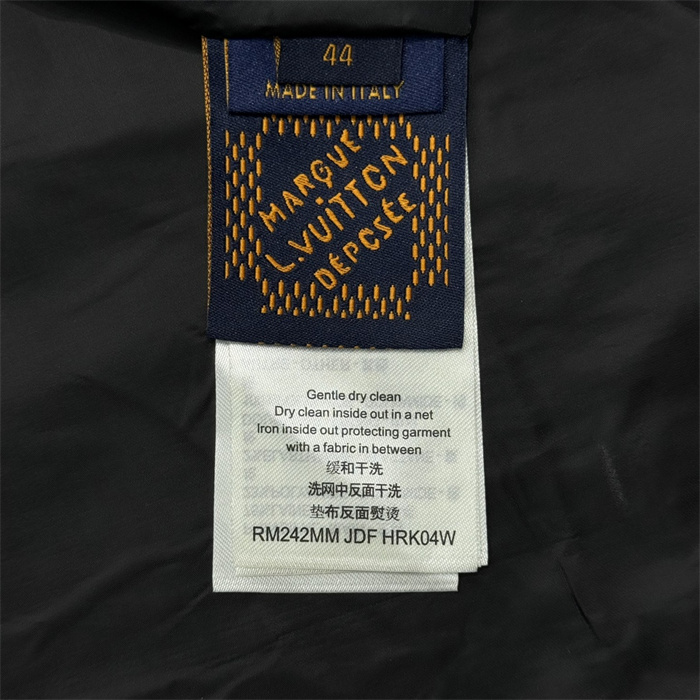 44
MADE IN ITALY
MARQUE
L.VUITTON
DÉPOSÉE
Gentle dry clean
Dry clean inside out in a net
Iron inside out protecting garment
with a fabric in between
缓和干洗
洗网中反面干洗
垫布反面熨烫
RM242MM JDF HRK04W